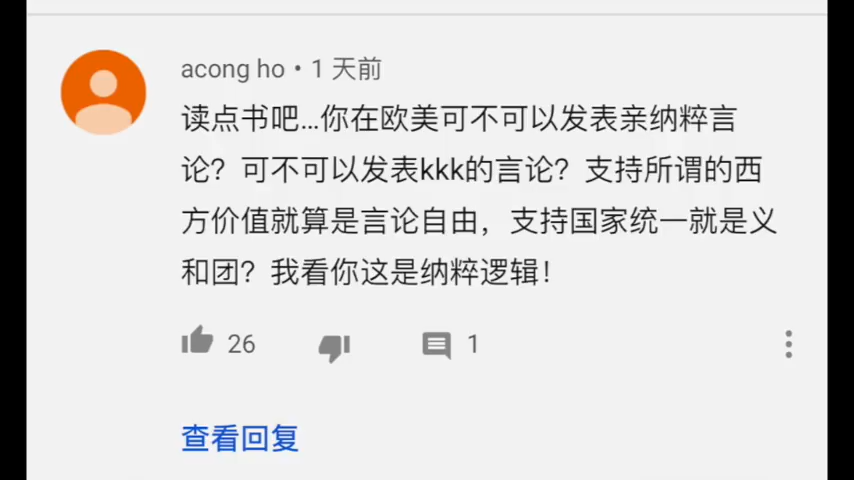 acong ho • 1 天前
读点书吧...你在欧美可不可以发表亲纳粹言
论？可不可以发表kkk的言论？支持所谓的西
方价值就算是言论自由，支持国家统一就是义
和团？我看你这是纳粹逻辑！
26 1
查看回复